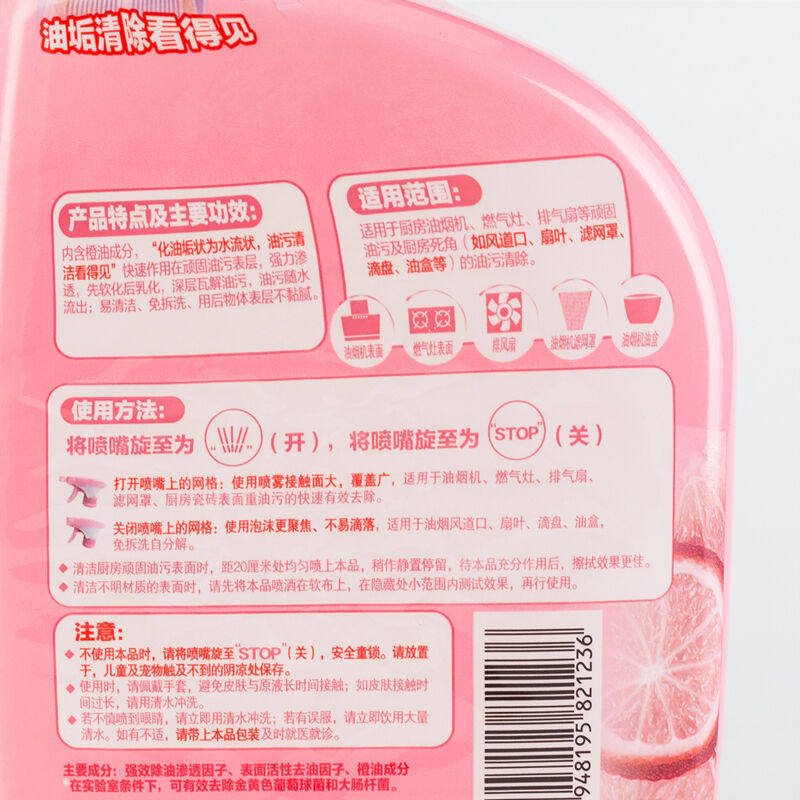 油垢清除看得见
产品特点及主要功效:
内含橙油成分，“化油垢状为水流状，油污清
洁看得见”快速作用在顽固油污表层，强力渗
透，先软化后乳化，深层瓦解油污，油污随水
流出；易清洁、免拆洗、用后物体表层不黏腻。
适用范围:
适用于厨房油烟机、燃气灶、排气扇等顽固
油污及厨房死角（如风道口、扇叶、滤网罩、
滴盘、油盒等）的油污清除。
油烟机表面 燃气灶表面 排风扇 油烟机滤网罩 油烟机油盒
使用方法:
将喷嘴旋至为（开），将喷嘴旋至为“STOP”（关）
打开喷嘴上的网格：使用喷雾接触面大，覆盖广，适用于油烟机、燃气灶、排气扇、
滤网罩、厨房瓷砖表面重油污的快速有效去除。
关闭喷嘴上的网格：使用泡沫更聚焦、不易滴落，适用于油烟风道口、扇叶、滴盘、油盒，
免拆洗自分解。
◆ 清洁厨房顽固油污表面时，距20厘米处均匀喷上本品，稍作静置停留，待本品充分作用后，擦拭效果更佳。
◆ 清洁不明材质的表面时，请先将本品喷洒在软布上，在隐藏处小范围内测试效果，再行使用。
注意:
◆ 不使用本品时，请将喷嘴旋至“STOP”（关），安全童锁。请放置
于，儿童及宠物触及不到的阴凉处保存。
◆ 使用时，请佩戴手套，避免皮肤与原液长时间接触；如皮肤接触时
间过长，请用清水冲洗。
◆ 若不慎喷到眼睛，请立即用清水冲洗；若有误服，请立即饮用大量
清水。如有不适，请带上本品包装及时就医就诊。
主要成分：强效除油渗透因子、表面活性去油因子、橙油成分
在实验室条件下，可有效去除金黄色葡萄球菌和大肠杆菌。
948195 821236